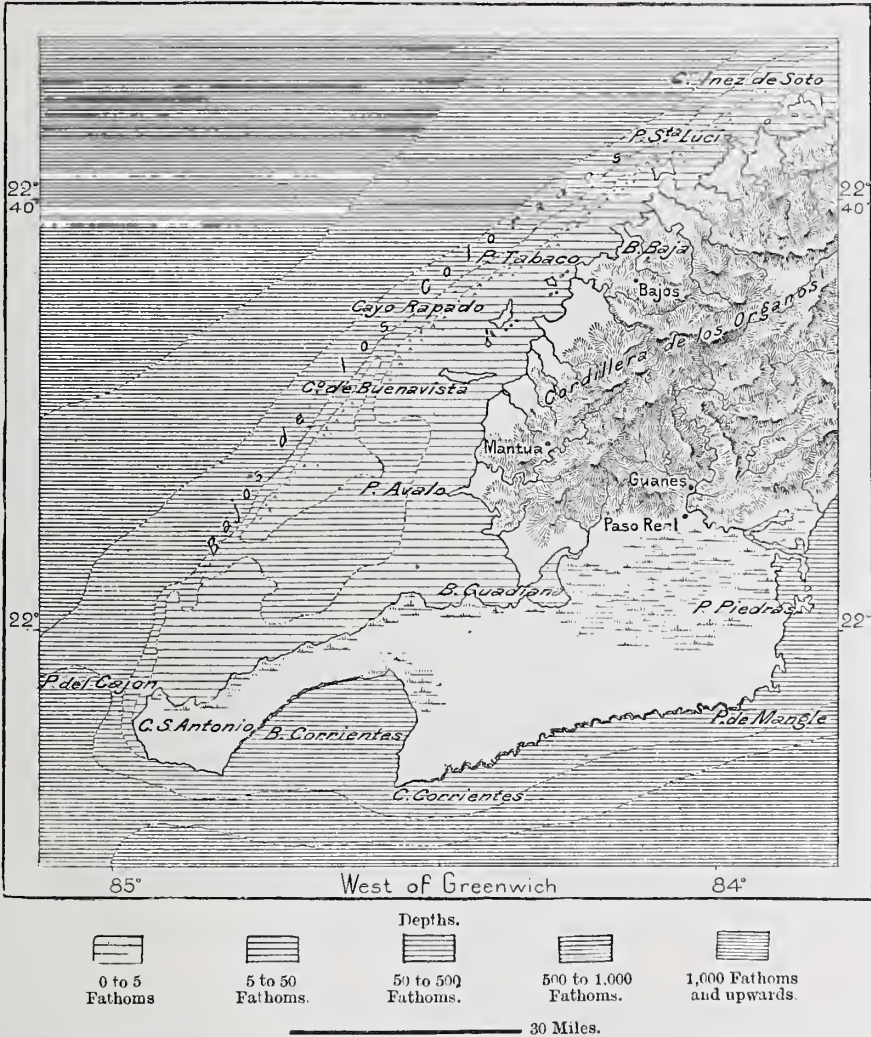 C. Inez de Soto
P. Sta Luci
22°
40'
22°
40'
B. Baja
P. Tabaco
Bajos
Cayo Rapado
Cordillera de los Organos
Bajos de los Colorados
Co. de Buenavista
Mantua
Guanes
P. Avalo
Paso Real
B. Guadiana
P. Piedras
22°
22°
P. del Cajon
C. S. Antonio
B. Corrientes
P. de Mangle
C. Corrientes
85°
West of Greenwich
84°
Depths.
0 to 5
Fathoms
5 to 50
Fathoms.
50 to 500
Fathoms.
500 to 1,000
Fathoms.
1,000 Fathoms
and upwards.
30 Miles.